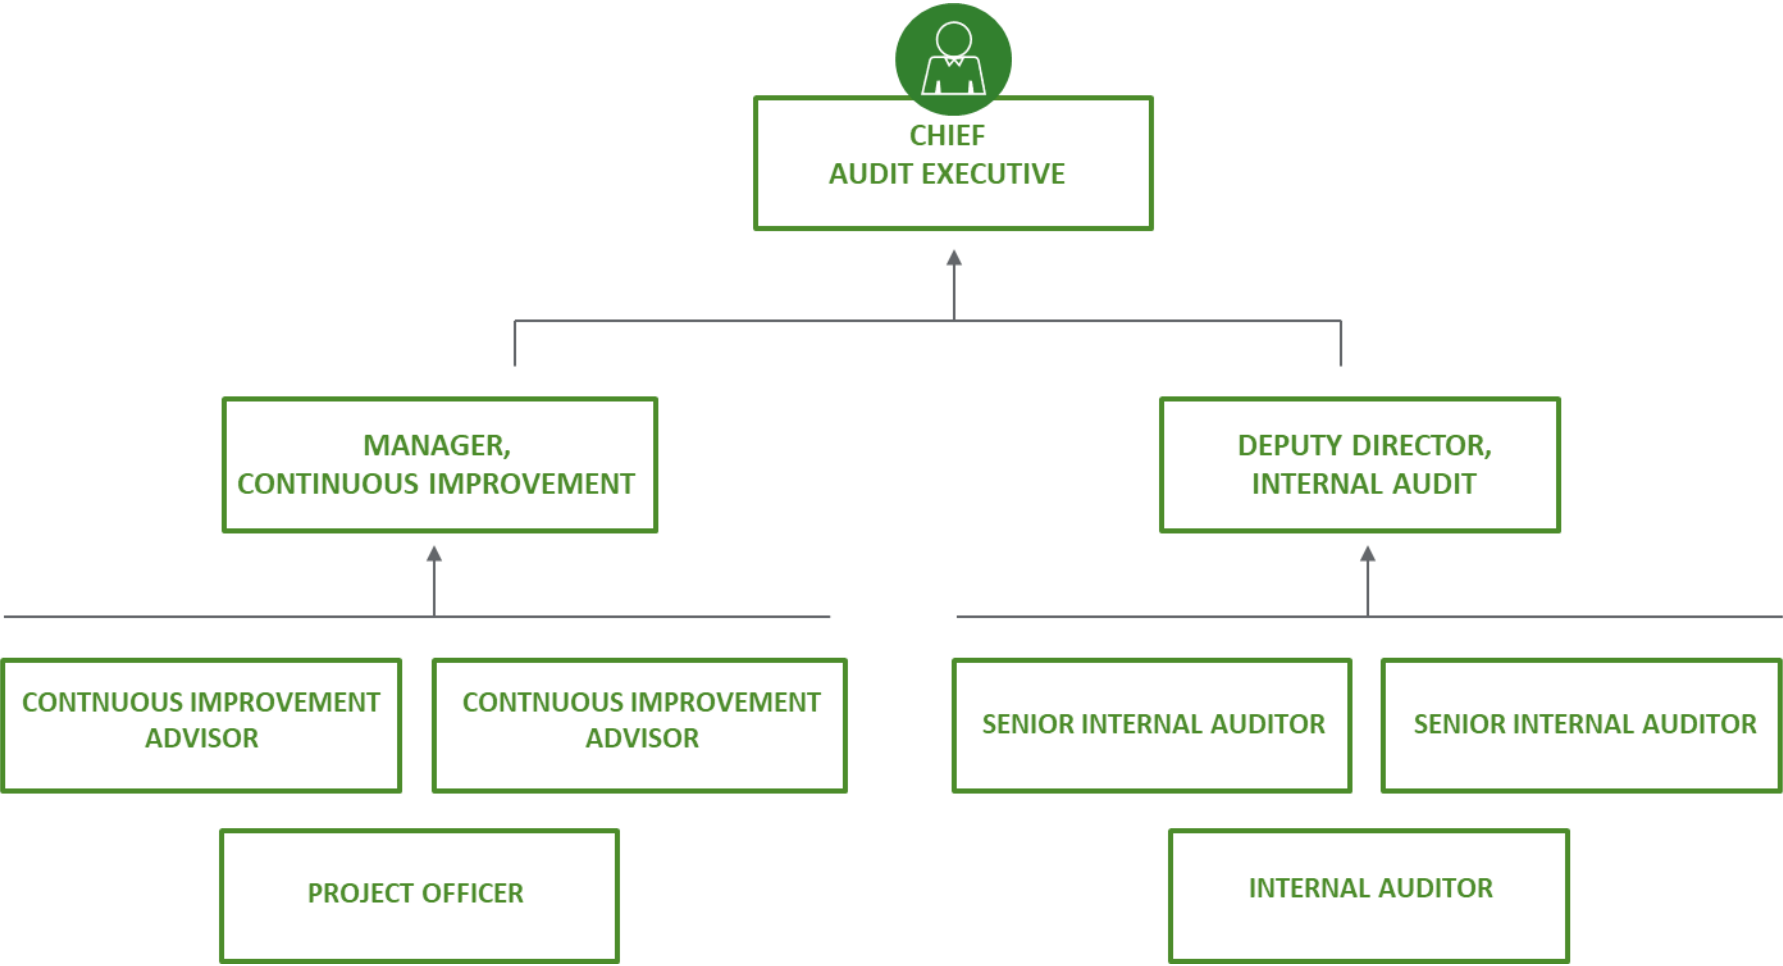 CHIEF
AUDIT EXECUTIVE
MANAGER,
CONTINUOUS IMPROVEMENT
DEPUTY DIRECTOR,
INTERNAL AUDIT
CONTNUOUS IMPROVEMENT
ADVISOR
CONTNUOUS IMPROVEMENT
ADVISOR
SENIOR INTERNAL AUDITOR
SENIOR INTERNAL AUDITOR
PROJECT OFFICER
INTERNAL AUDITOR